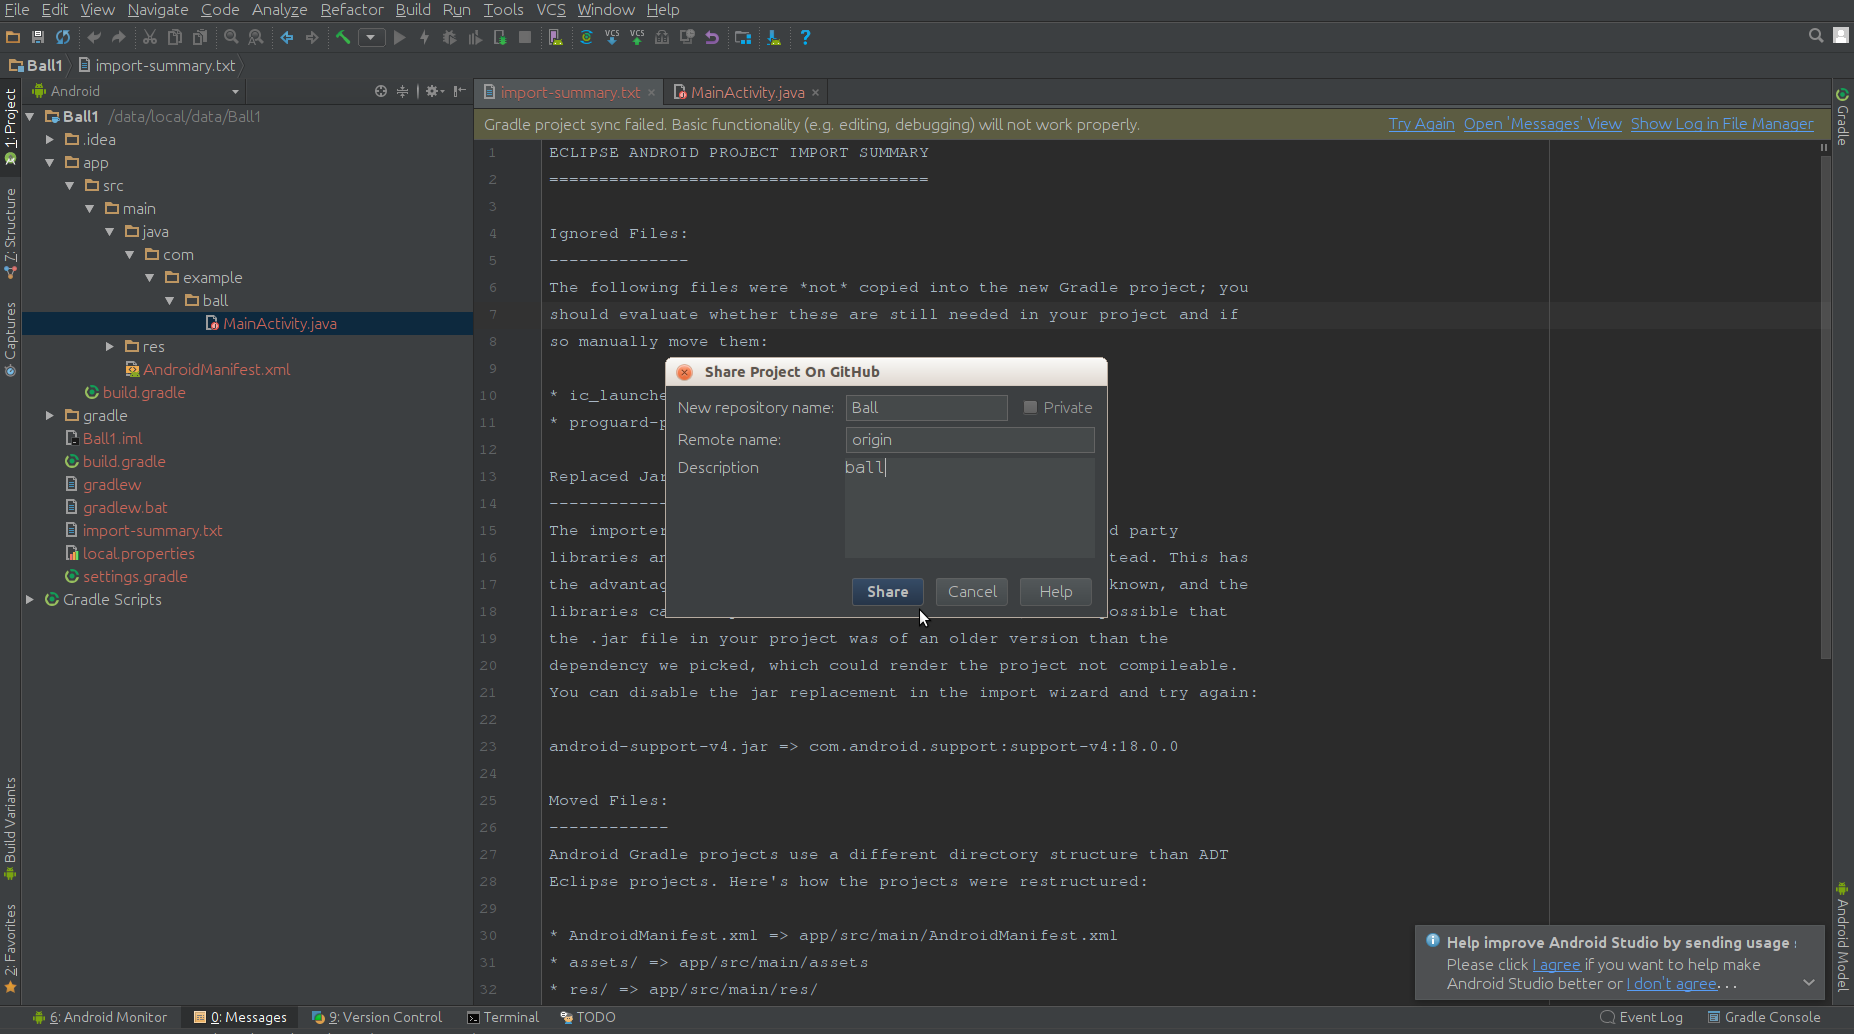 File Edit View Navigate Code Analyze Refactor Build Run Tools VCS Window Help
VCS VCS ?
Ball1 import-summary.txt
Android
import-summary.txt × MainActivity.java ×
1: Project
Z: Structure
Captures
Build Variants
2: Favorites
Ball1 /data/local/data/Ball1
.idea
app
src
main
java
com
example
ball
MainActivity.java
res
AndroidManifest.xml
build.gradle
gradle
Ball1.iml
build.gradle
gradlew
gradlew.bat
import-summary.txt
local.properties
settings.gradle
Gradle Scripts
Gradle project sync failed. Basic functionality (e.g. editing, debugging) will not work properly. Try Again Open 'Messages' View Show Log in File Manager
1 ECLIPSE ANDROID PROJECT IMPORT SUMMARY
2 ======================================
3
4 Ignored Files:
5 --------------
6 The following files were *not* copied into the new Gradle project; you
7 should evaluate whether these are still needed in your project and if
8 so manually move them:
9
10 * ic_launche
11 * proguard-p
12
13 Replaced Jar
14 ------------
15 The importer d party
16 libraries an tead. This has
17 the advantag known, and the
18 libraries ca ossible that
19 the .jar file in your project was of an older version than the
20 dependency we picked, which could render the project not compileable.
21 You can disable the jar replacement in the import wizard and try again:
22
23 android-support-v4.jar => com.android.support:support-v4:18.0.0
24
25 Moved Files:
26 ------------
27 Android Gradle projects use a different directory structure than ADT
28 Eclipse projects. Here's how the projects were restructured:
29
30 * AndroidManifest.xml => app/src/main/AndroidManifest.xml
31 * assets/ => app/src/main/assets
32 * res/ => app/src/main/res/
Share Project On GitHub
New repository name: Ball Private
Remote name: origin
Description ball
Share Cancel Help
Help improve Android Studio by sending usage
Please click I agree if you want to help make
Android Studio better or I don't agree...
Gradle
Android Model
6: Android Monitor 0: Messages 9: Version Control Terminal TODO Event Log Gradle Console